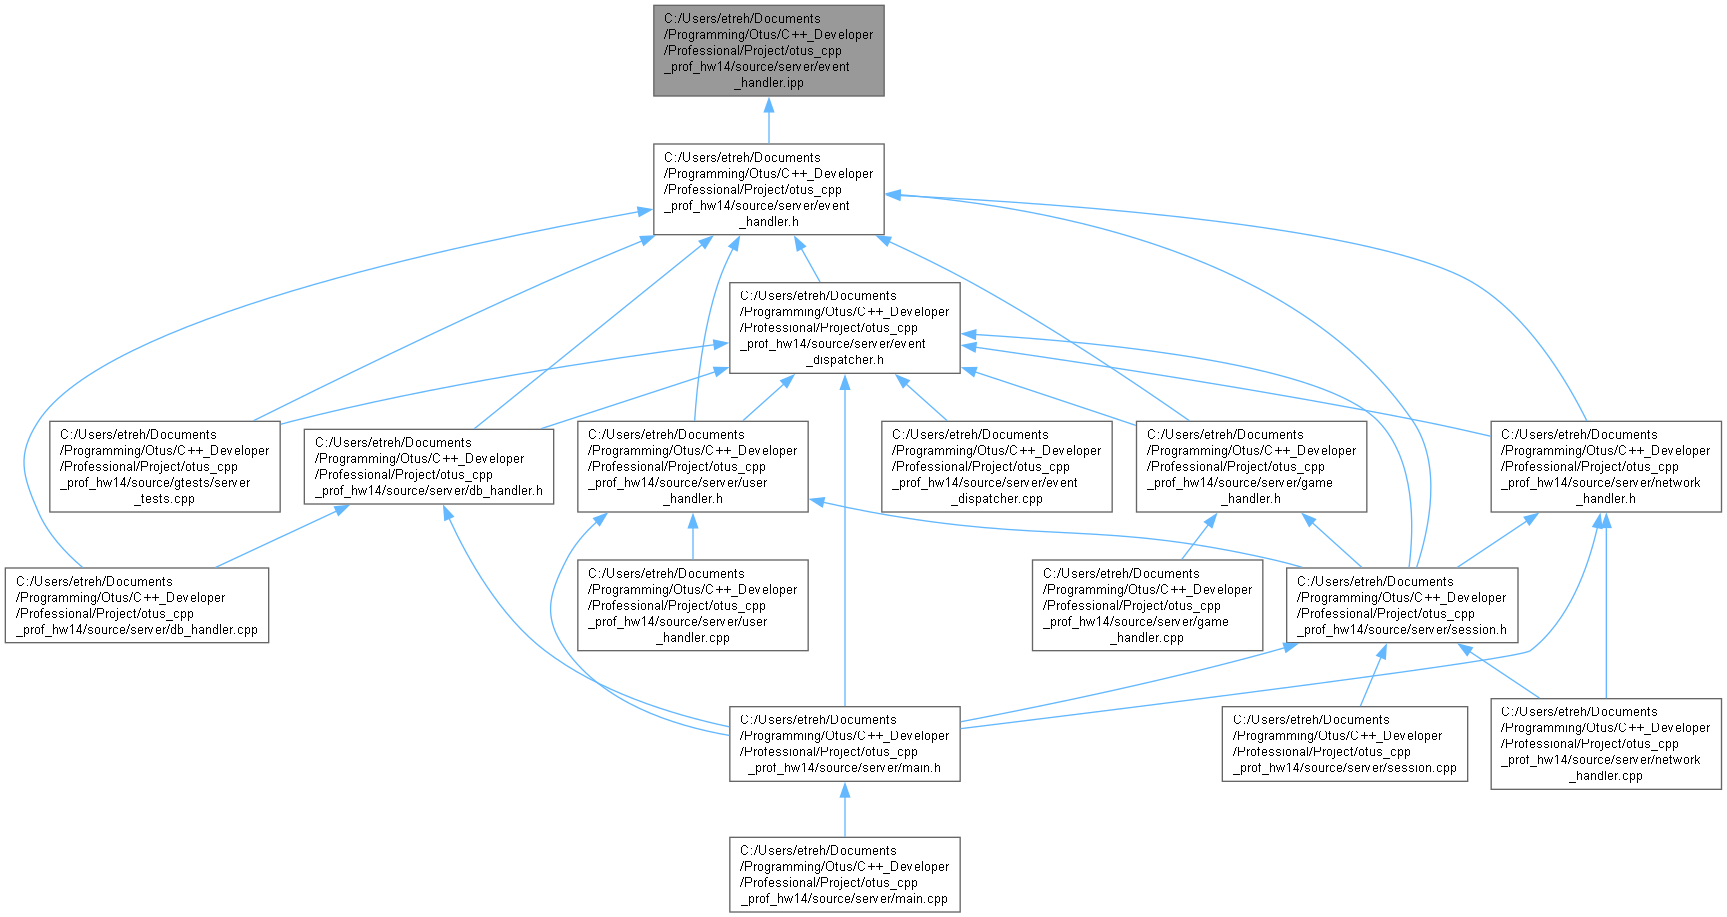 C:/Users/etreh/Documents
/Programming/Otus/C++_Developer
/Professional/Project/otus_cpp
_prof_hw14/source/server/event
_handler.ipp
C:/Users/etreh/Documents
/Programming/Otus/C++_Developer
/Professional/Project/otus_cpp
_prof_hw14/source/server/event
_handler.h
C:/Users/etreh/Documents
/Programming/Otus/C++_Developer
/Professional/Project/otus_cpp
_prof_hw14/source/server/event
_dispatcher.h
C:/Users/etreh/Documents
/Programming/Otus/C++_Developer
/Professional/Project/otus_cpp
_prof_hw14/source/gtests/server
_tests.cpp
C:/Users/etreh/Documents
/Programming/Otus/C++_Developer
/Professional/Project/otus_cpp
_prof_hw14/source/server/db_handler.h
C:/Users/etreh/Documents
/Programming/Otus/C++_Developer
/Professional/Project/otus_cpp
_prof_hw14/source/server/user
_handler.h
C:/Users/etreh/Documents
/Programming/Otus/C++_Developer
/Professional/Project/otus_cpp
_prof_hw14/source/server/event
_dispatcher.cpp
C:/Users/etreh/Documents
/Programming/Otus/C++_Developer
/Professional/Project/otus_cpp
_prof_hw14/source/server/game
_handler.h
C:/Users/etreh/Documents
/Programming/Otus/C++_Developer
/Professional/Project/otus_cpp
_prof_hw14/source/server/network
_handler.h
C:/Users/etreh/Documents
/Programming/Otus/C++_Developer
/Professional/Project/otus_cpp
_prof_hw14/source/server/db_handler.cpp
C:/Users/etreh/Documents
/Programming/Otus/C++_Developer
/Professional/Project/otus_cpp
_prof_hw14/source/server/user
_handler.cpp
C:/Users/etreh/Documents
/Programming/Otus/C++_Developer
/Professional/Project/otus_cpp
_prof_hw14/source/server/game
_handler.cpp
C:/Users/etreh/Documents
/Programming/Otus/C++_Developer
/Professional/Project/otus_cpp
_prof_hw14/source/server/session.h
C:/Users/etreh/Documents
/Programming/Otus/C++_Developer
/Professional/Project/otus_cpp
_prof_hw14/source/server/main.h
C:/Users/etreh/Documents
/Programming/Otus/C++_Developer
/Professional/Project/otus_cpp
_prof_hw14/source/server/session.cpp
C:/Users/etreh/Documents
/Programming/Otus/C++_Developer
/Professional/Project/otus_cpp
_prof_hw14/source/server/network
_handler.cpp
C:/Users/etreh/Documents
/Programming/Otus/C++_Developer
/Professional/Project/otus_cpp
_prof_hw14/source/server/main.cpp